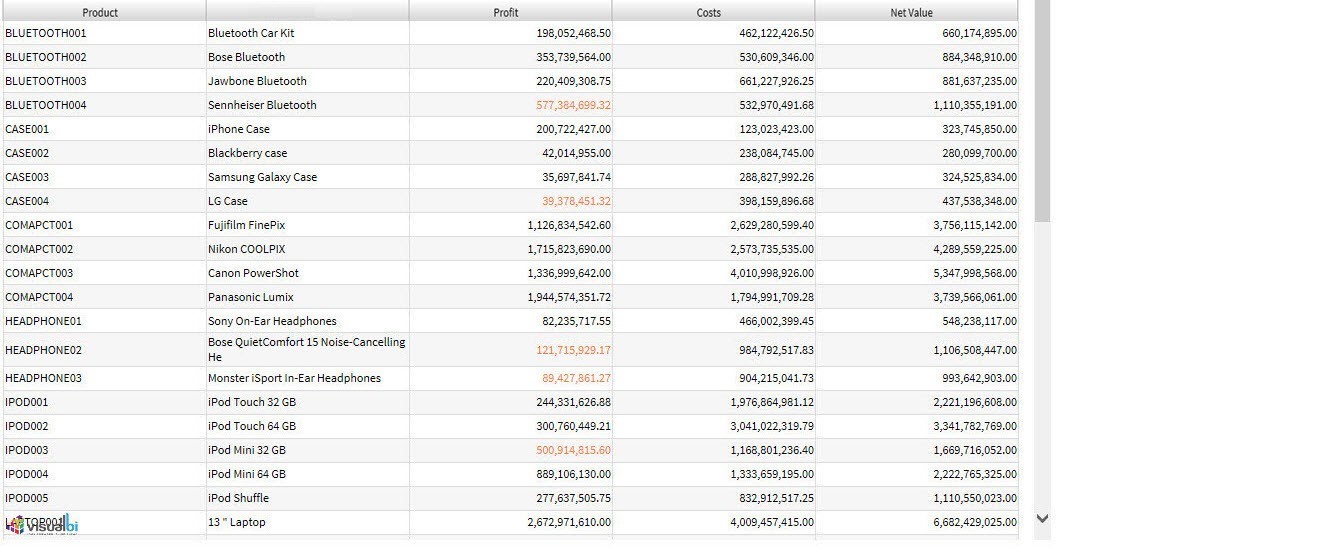 Product Profit Costs Net Value
BLUETOOTH001 Bluetooth Car Kit 198,052,468.50 462,122,426.50 660,174,895.00
BLUETOOTH002 Bose Bluetooth 353,739,564.00 530,609,346.00 884,348,910.00
BLUETOOTH003 Jawbone Bluetooth 220,409,308.75 661,227,926.25 881,637,235.00
BLUETOOTH004 Sennheiser Bluetooth 577,384,699.32 532,970,491.68 1,110,355,191.00
CASE001 iPhone Case 200,722,427.00 123,023,423.00 323,745,850.00
CASE002 Blackberry case 42,014,955.00 238,084,745.00 280,099,700.00
CASE003 Samsung Galaxy Case 35,697,841.74 288,827,992.26 324,525,834.00
CASE004 LG Case 39,378,451.32 398,159,896.68 437,538,348.00
COMAPCT001 Fujifilm FinePix 1,126,834,542.60 2,629,280,599.40 3,756,115,142.00
COMAPCT002 Nikon COOLPIX 1,715,823,690.00 2,573,735,535.00 4,289,559,225.00
COMAPCT003 Canon PowerShot 1,336,999,642.00 4,010,998,926.00 5,347,998,568.00
COMAPCT004 Panasonic Lumix 1,944,574,351.72 1,794,991,709.28 3,739,566,061.00
HEADPHONE01 Sony On-Ear Headphones 82,235,717.55 466,002,399.45 548,238,117.00
HEADPHONE02 Bose QuietComfort 15 Noise-Cancelling 121,715,929.17 984,792,517.83 1,106,508,447.00
He
HEADPHONE03 Monster iSport In-Ear Headphones 89,427,861.27 904,215,041.73 993,642,903.00
IPOD001 iPod Touch 32 GB 244,331,626.88 1,976,864,981.12 2,221,196,608.00
IPOD002 iPod Touch 64 GB 300,760,449.21 3,041,022,319.79 3,341,782,769.00
IPOD003 iPod Mini 32 GB 500,914,815.60 1,168,801,236.40 1,669,716,052.00
IPOD004 iPod Mini 64 GB 889,106,130.00 1,333,659,195.00 2,222,765,325.00
IPOD005 iPod Shuffle 277,637,505.75 832,912,517.25 1,110,550,023.00
LAPTOP001 13 " Laptop 2,672,971,610.00 4,009,457,415.00 6,682,429,025.00
visualbi